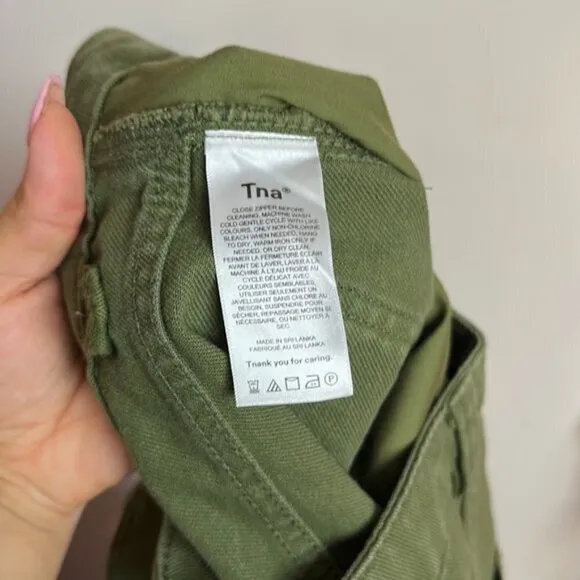 Tna®
CLOSE ZIPPER BEFORE
CLEANING, MACHINE WASH
COLD GENTLE CYCLE WITH LIKE
COLOURS, ONLY NON-CHLORINE
BLEACH WHEN NEEDED, HANG
TO DRY, WARM IRON ONLY IF
NEEDED, OR DRY CLEAN.
FERMER LA FERMETURE ÉCLAIR
AVANT DE LAVER, LAVER À LA
MACHINE À L'EAU FROIDE AU
CYCLE DÉLICAT AVEC
COULEURS SEMBLABLES,
UTILISER SEULEMENT UN
JAVELLISANT SANS CHLORE AU
BESOIN, SUSPENDRE POUR
SÉCHER, REPASSAGE MOYEN SI
NÉCESSAIRE, OU NETTOYER À
SEC
MADE IN SRI LANKA
FABRIQUÉ AU SRI LANKA
Tnank you for caring.
P